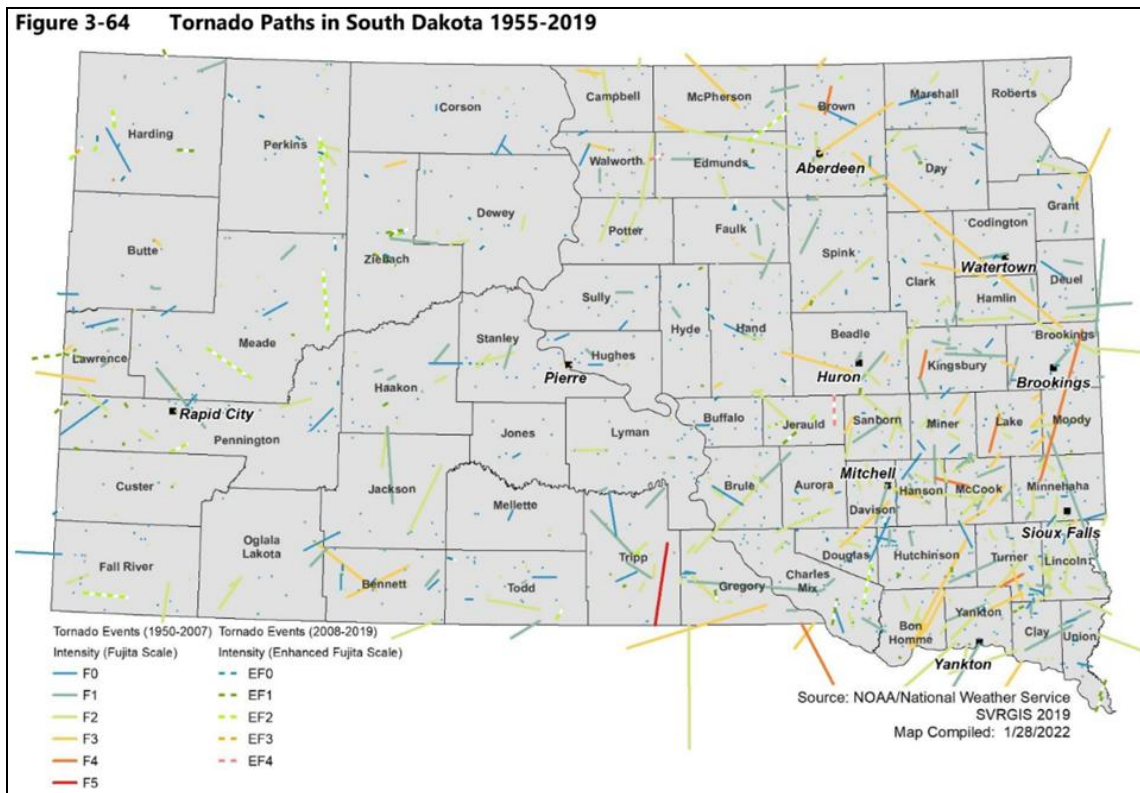 Figure 3-64 Tornado Paths in South Dakota 1955-2019
Harding
Perkins
Corson
Campbell
McPherson
Brown
Marshall
Roberts
Walworth
Edmunds
Aberdeen
Day
Grant
Butte
Ziebach
Dewey
Potter
Faulk
Spink
Clark
Codington
Watertown
Hamlin
Deuel
Lawrence
Meade
Haakon
Stanley
Sully
Hughes
Pierre
Hyde
Hand
Beadle
Huron
Kingsbury
Brookings
Brookings
Rapid City
Pennington
Jones
Lyman
Buffalo
Jerauld
Sanborn
Miner
Lake
Moody
Custer
Jackson
Mellette
Brule
Aurora
Mitchell
Davison
Hanson
McCook
Minnehaha
Sioux Falls
Fall River
Oglala
Lakota
Bennett
Todd
Tripp
Gregory
Charles
Mix
Douglas
Hutchinson
Turner
Lincoln
Bon
Homme
Yankton
Yankton
Clay
Union
Tornado Events (1950-2007) Tornado Events (2008-2019)
Intensity (Fujita Scale) Intensity (Enhanced Fujita Scale)
F0 EF0
F1 EF1
F2 EF2
F3 EF3
F4 EF4
F5
Source: NOAA/National Weather Service
SVRGIS 2019
Map Compiled: 1/28/2022